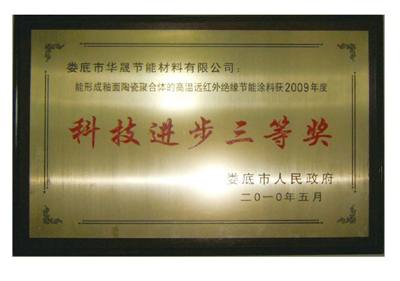 娄底市华晟节能材料有限公司:
能形成釉面陶瓷聚合体的高温远红外绝缘节能涂料获2009年度
科技进步三等奖
娄底市人民政府
二〇一〇年五月